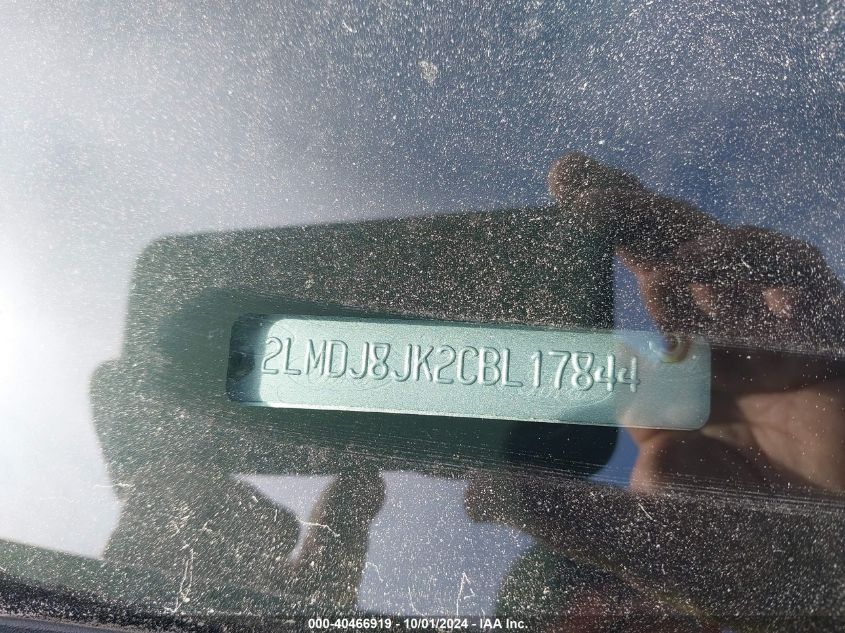 2LMDJ8JK2CBL17844
000-40466919 - 10/01/2024 - IAA Inc.